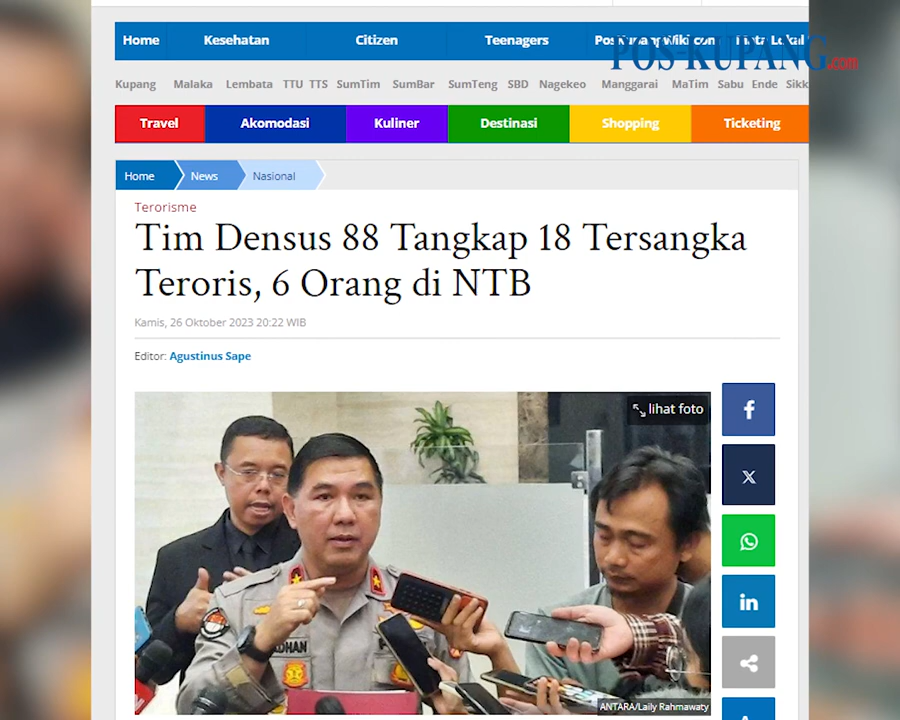 Home Kesehatan Citizen Teenagers
POS-KUPANG.com
Kupang Malaka Lembata TTU TTS SumTim SumBar SumTeng SBD Nagekeo Manggarai MaTim Sabu Ende Sikk
Travel Akomodasi Kuliner Destinasi Shopping Ticketing
Home News Nasional
Terorisme
Tim Densus 88 Tangkap 18 Tersangka
Teroris, 6 Orang di NTB
Kamis, 26 Oktober 2023 20:22 WIB
Editor: Agustinus Sape
lihat foto
ANTARA/Laily Rahmawaty